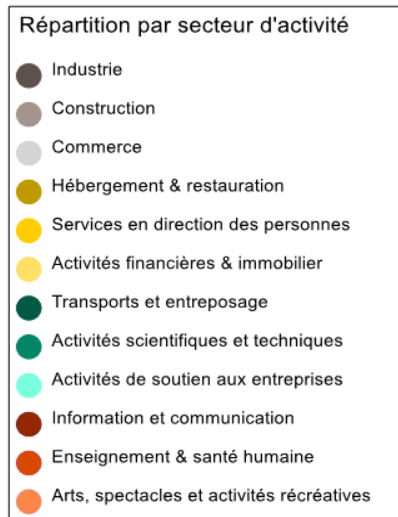 Répartition par secteur d'activité
Industrie
Construction
Commerce
Hébergement & restauration
Services en direction des personnes
Activités financières & immobilier
Transports et entreposage
Activités scientifiques et techniques
Activités de soutien aux entreprises
Information et communication
Enseignement & santé humaine
Arts, spectacles et activités récréatives